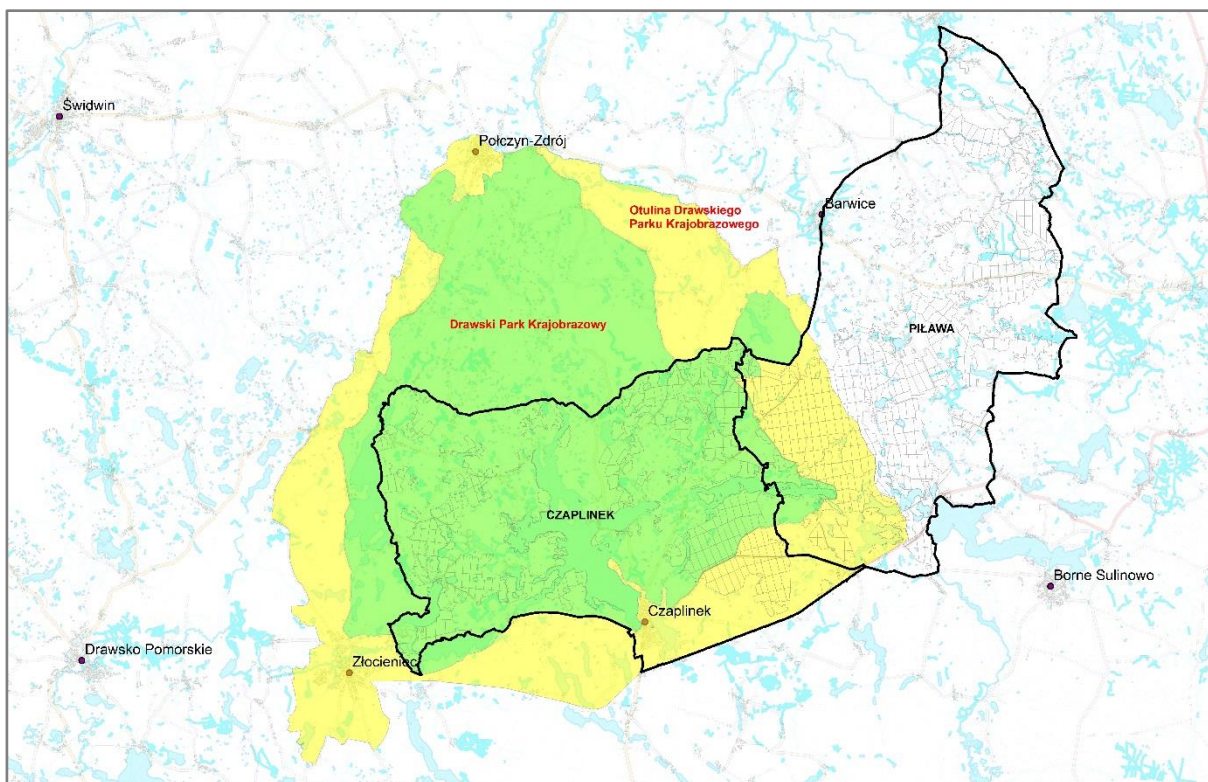 Świdwin
Połczyn-Zdrój
Otulina Drawskiego
Parku Krajobrazowego
Barwice
Drawski Park Krajobrazowy
PIŁAWA
CZAPLINEK
Borne Sulinowo
Czaplinek
Drawsko Pomorskie
Złocieniec